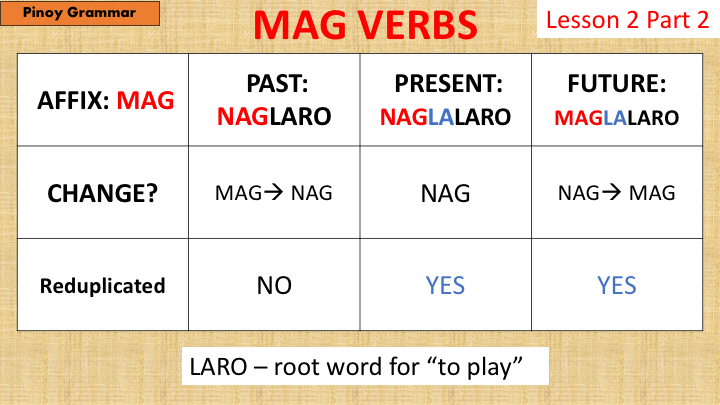 Pinoy Grammar
MAG VERBS
Lesson 2 Part 2
AFFIX: MAG
PAST:
NAGLARO
PRESENT:
NAGLALARO
FUTURE:
MAGLALARO
CHANGE?
MAG→ NAG
NAG
NAG→ MAG
Reduplicated
NO
YES
YES
LARO – root word for “to play”